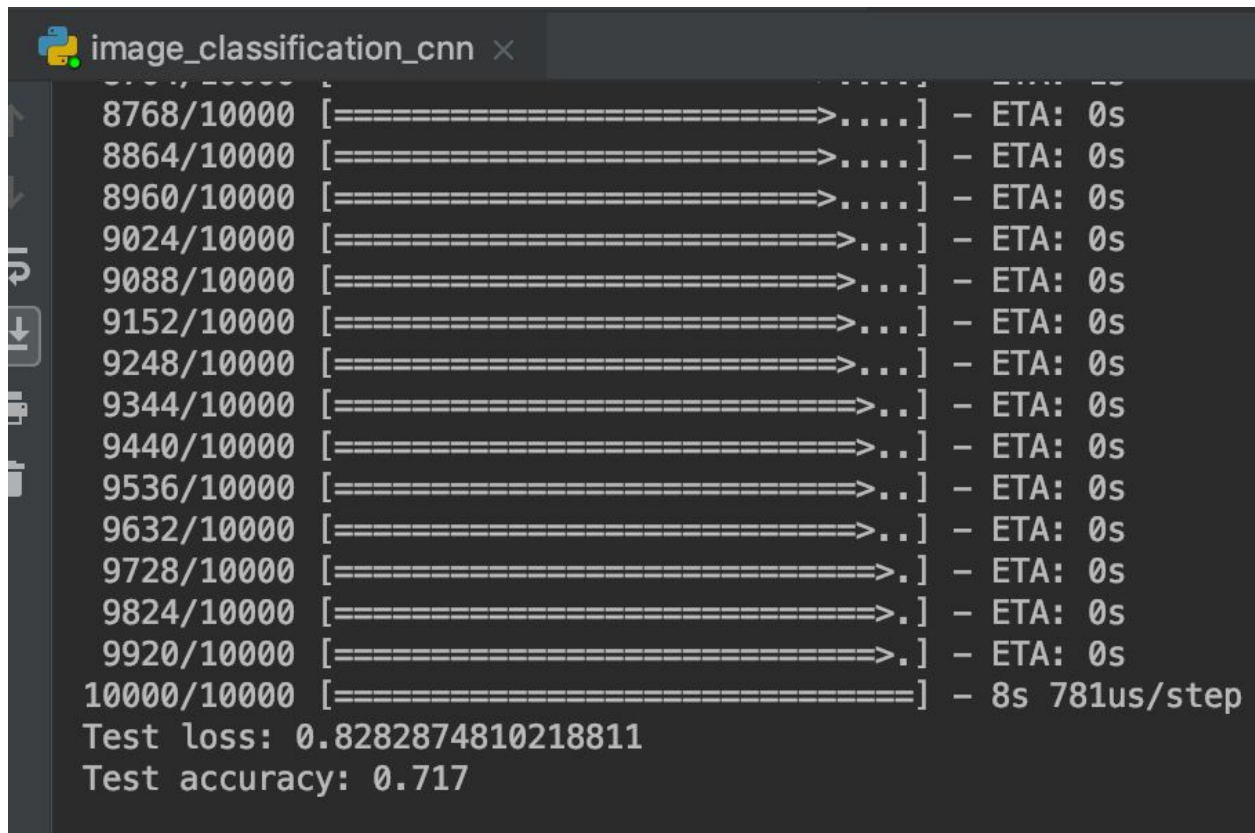 image_classification_cnn
8768/10000 [=========================>....] - ETA: 0s
8864/10000 [=========================>....] - ETA: 0s
8960/10000 [=========================>....] - ETA: 0s
9024/10000 [==========================>...] - ETA: 0s
9088/10000 [==========================>...] - ETA: 0s
9152/10000 [==========================>...] - ETA: 0s
9248/10000 [==========================>...] - ETA: 0s
9344/10000 [===========================>..] - ETA: 0s
9440/10000 [===========================>..] - ETA: 0s
9536/10000 [===========================>..] - ETA: 0s
9632/10000 [===========================>..] - ETA: 0s
9728/10000 [============================>.] - ETA: 0s
9824/10000 [============================>.] - ETA: 0s
9920/10000 [============================>.] - ETA: 0s
10000/10000 [==============================] - 8s 781us/step
Test loss: 0.8282874810218811
Test accuracy: 0.717